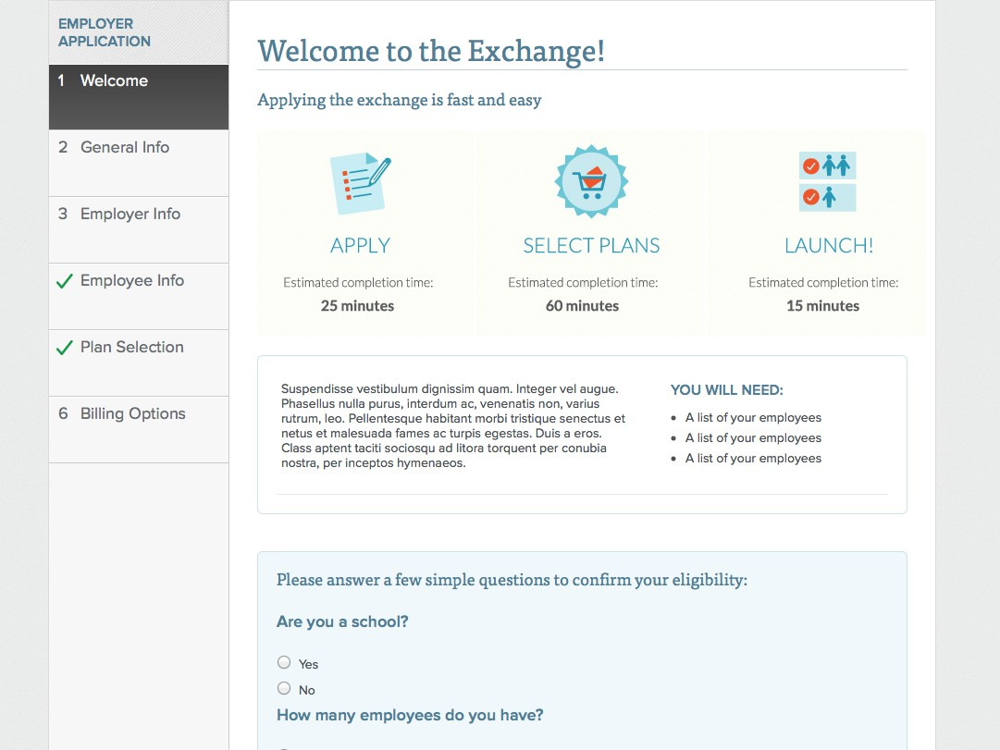 EMPLOYER
APPLICATION
1 Welcome
2 General Info
3 Employer Info
Employee Info
Plan Selection
6 Billing Options
Welcome to the Exchange!
Applying the exchange is fast and easy
APPLY
Estimated completion time:
25 minutes
SELECT PLANS
Estimated completion time:
60 minutes
LAUNCH!
Estimated completion time:
15 minutes
Suspendisse vestibulum dignissim quam. Integer vel augue.
Phasellus nulla purus, interdum ac, venenatis non, varius
rutrum, leo. Pellentesque habitant morbi tristique senectus et
netus et malesuada fames ac turpis egestas. Duis a eros.
Class aptent taciti sociosqu ad litora torquent per conubia
nostra, per inceptos hymenaeos.
YOU WILL NEED:
• A list of your employees
• A list of your employees
• A list of your employees
Please answer a few simple questions to confirm your eligibility:
Are you a school?
Yes
No
How many employees do you have?